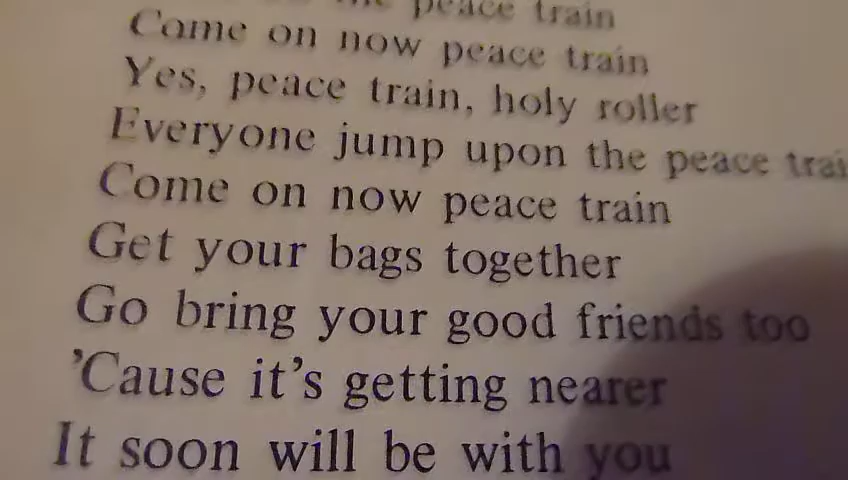 the peace train
Come on now peace train
Yes, peace train, holy roller
Everyone jump upon the peace trai
Come on now peace train
Get your bags together
Go bring your good friends too
’Cause it’s getting nearer
It soon will be with you